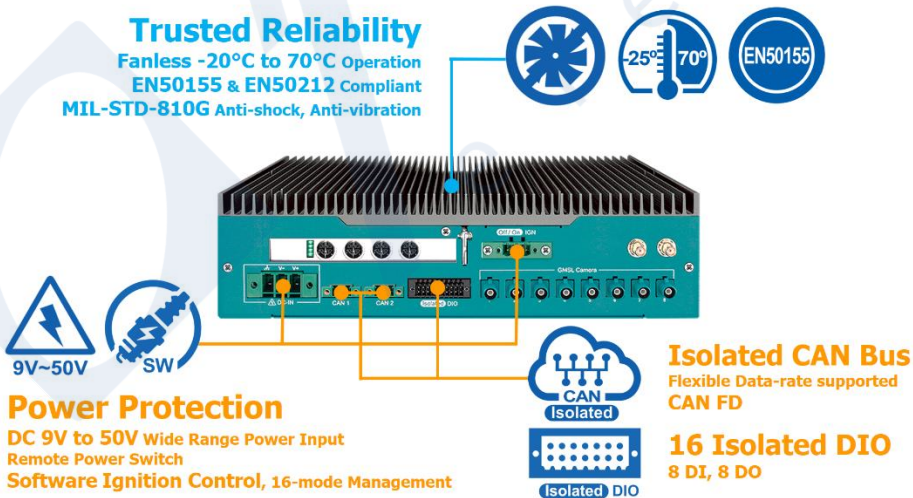 Trusted Reliability
Fanless -20°C to 70°C Operation
EN50155 & EN50212 Compliant
MIL-STD-810G Anti-shock, Anti-vibration
-25° 70°
EN50155
Off / On IGN
GMSL Camera
V- V+
DC-IN
CAN 1 CAN 2
Isolated DIO
9V~50V
SW
Power Protection
DC 9V to 50V Wide Range Power Input
Remote Power Switch
Software Ignition Control, 16-mode Management
CAN
Isolated
Isolated CAN Bus
Flexible Data-rate supported
CAN FD
Isolated DIO
16 Isolated DIO
8 DI, 8 DO